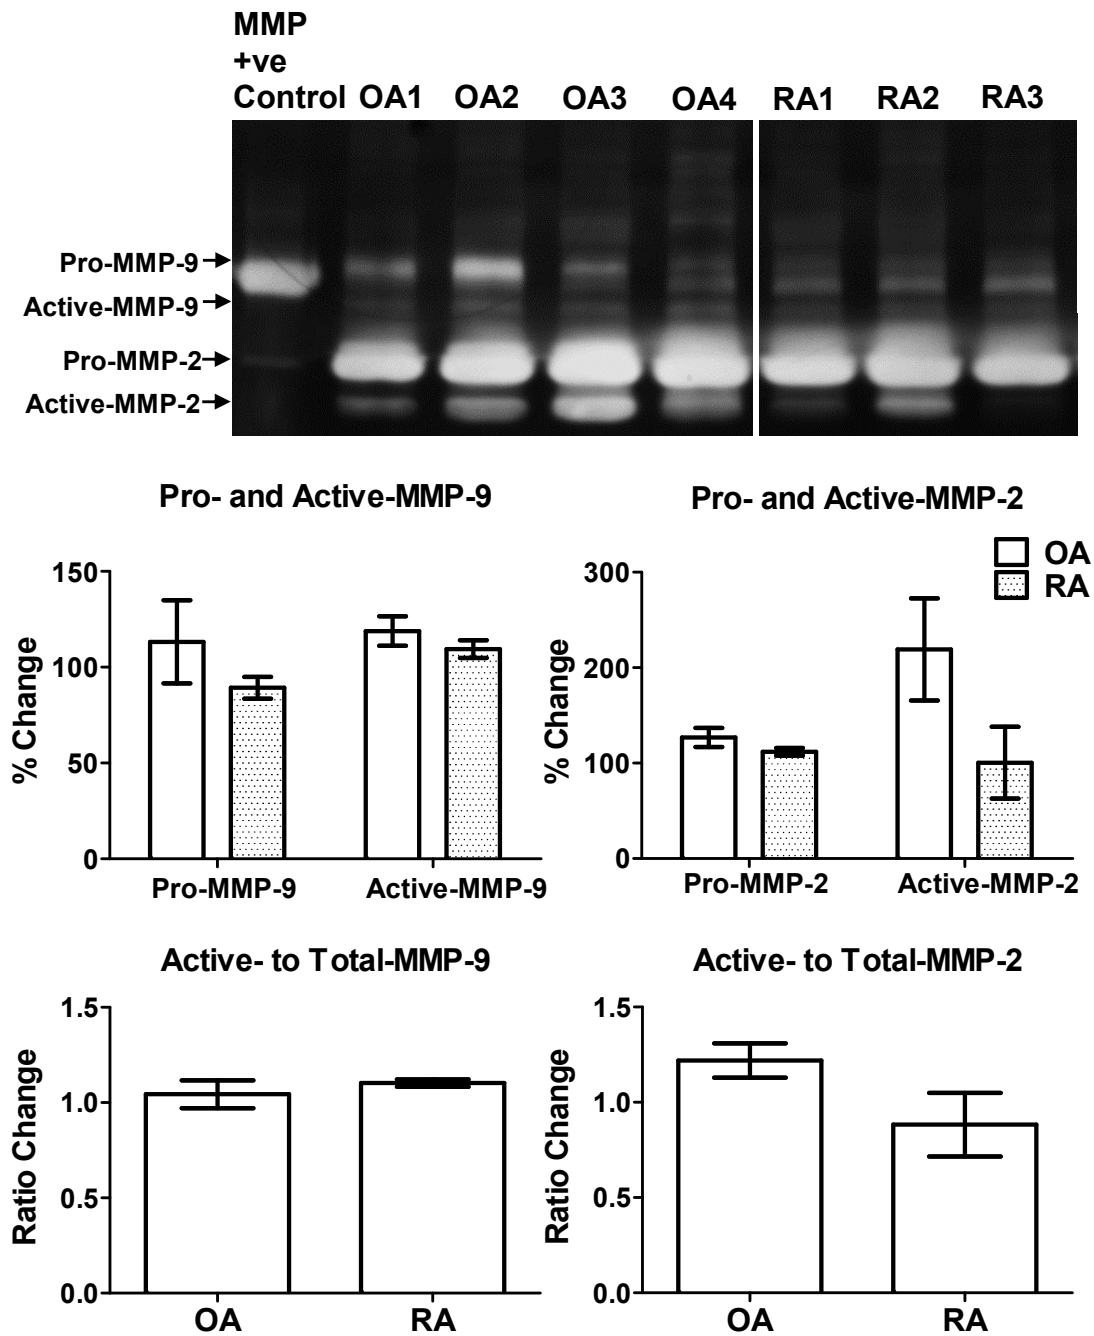 MMP
+ve
Control OA1 OA2 OA3 OA4 RA1 RA2 RA3
Pro-MMP-9
Active-MMP-9
Pro-MMP-2
Active-MMP-2
Pro- and Active-MMP-9
150
100
50
0
% Change
Pro-MMP-9 Active-MMP-9
Pro- and Active-MMP-2
OA
RA
300
200
100
0
% Change
Pro-MMP-2 Active-MMP-2
Active- to Total-MMP-9
1.5
1.0
0.5
0.0
Ratio Change
OA RA
Active- to Total-MMP-2
1.5
1.0
0.5
0.0
Ratio Change
OA RA